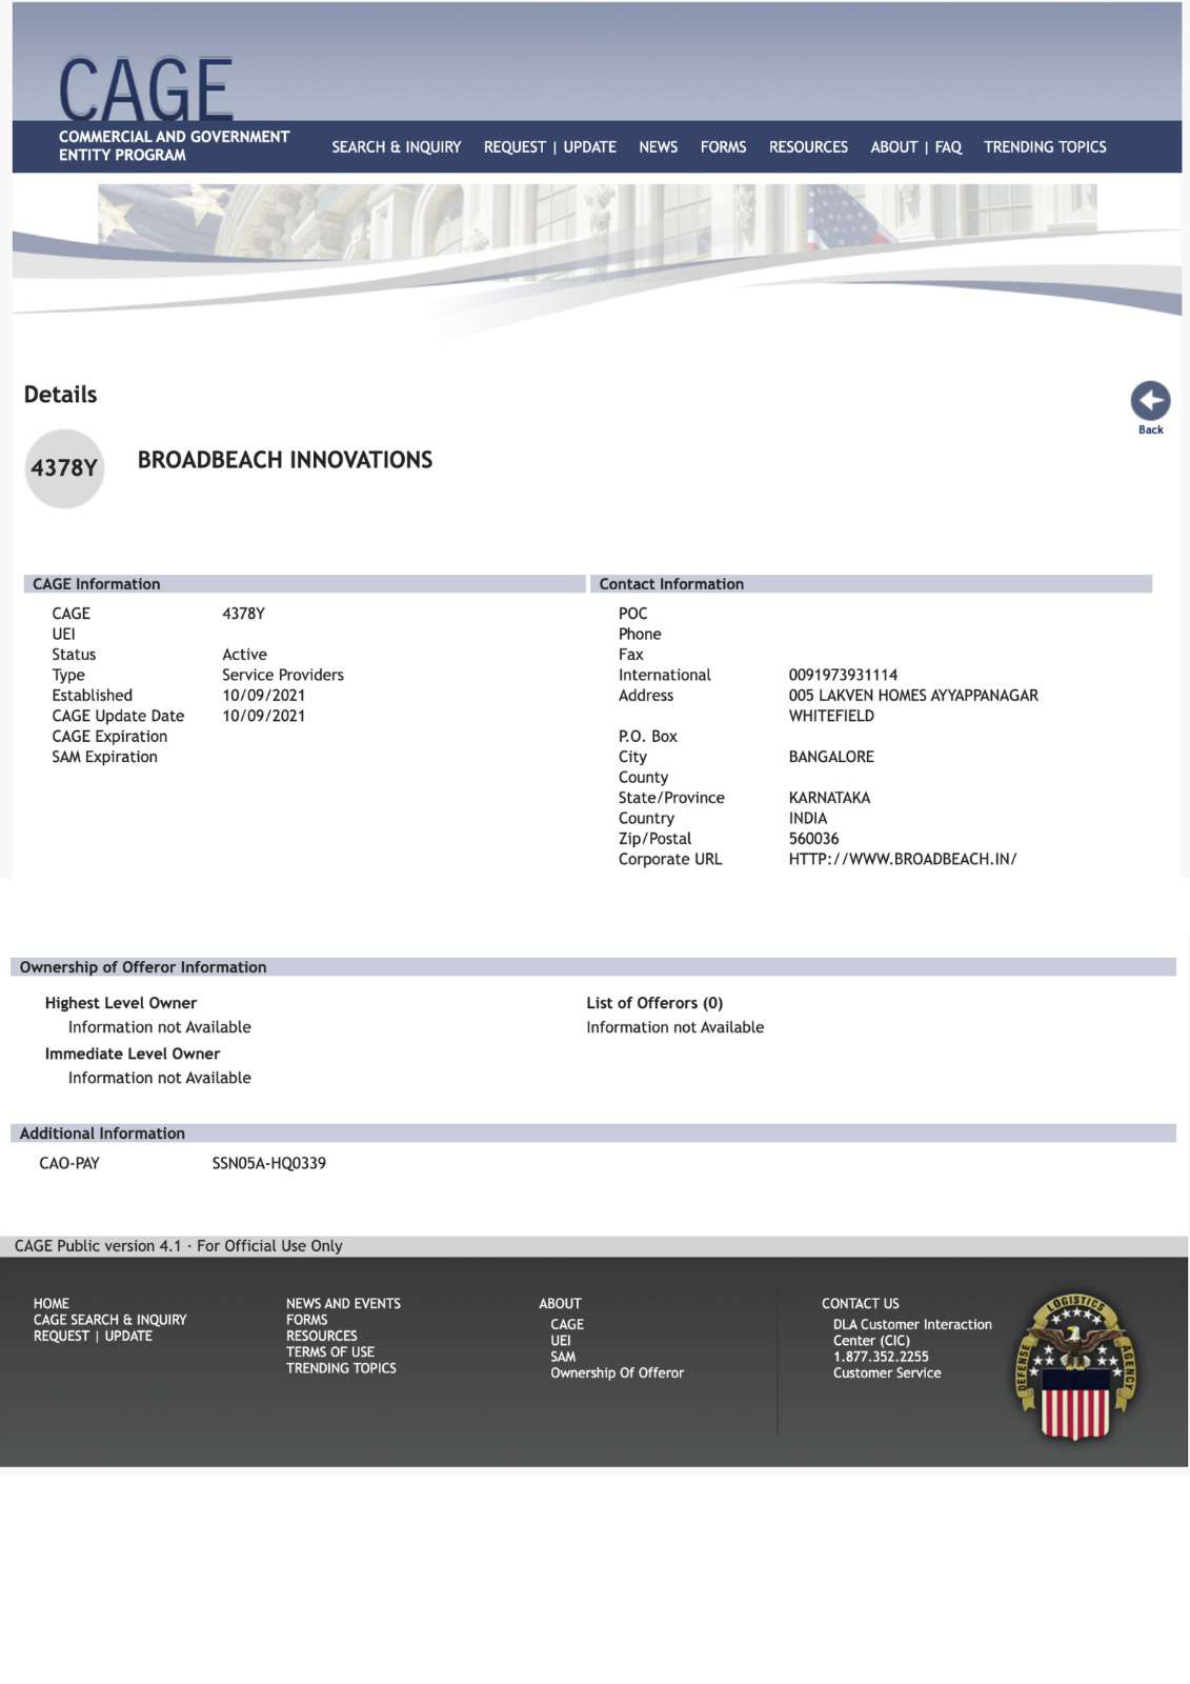 CAGE
COMMERCIAL AND GOVERNMENT
ENTITY PROGRAM
SEARCH & INQUIRY REQUEST | UPDATE NEWS FORMS RESOURCES ABOUT | FAQ TRENDING TOPICS
Details
Back
4378Y BROADBEACH INNOVATIONS
CAGE Information
CAGE 4378Y
UEI
Status Active
Type Service Providers
Established 10/09/2021
CAGE Update Date 10/09/2021
CAGE Expiration
SAM Expiration
Contact Information
POC
Phone
Fax
International 0091973931114
Address 005 LAKVEN HOMES AYYAPPANAGAR
WHITEFIELD
P.O. Box
City BANGALORE
County
State/Province KARNATAKA
Country INDIA
Zip/Postal 560036
Corporate URL HTTP://WWW.BROADBEACH.IN/
Ownership of Offeror Information
Highest Level Owner
Information not Available
Immediate Level Owner
Information not Available
List of Offerors (0)
Information not Available
Additional Information
CAO-PAY SSN05A-HQ0339
CAGE Public version 4.1 · For Official Use Only
HOME
CAGE SEARCH & INQUIRY
REQUEST | UPDATE
NEWS AND EVENTS
FORMS
RESOURCES
TERMS OF USE
TRENDING TOPICS
ABOUT
CAGE
UEI
SAM
Ownership Of Offeror
CONTACT US
DLA Customer Interaction
Center (CIC)
1.877.352.2255
Customer Service
DEFENSE LOGISTICS AGENCY